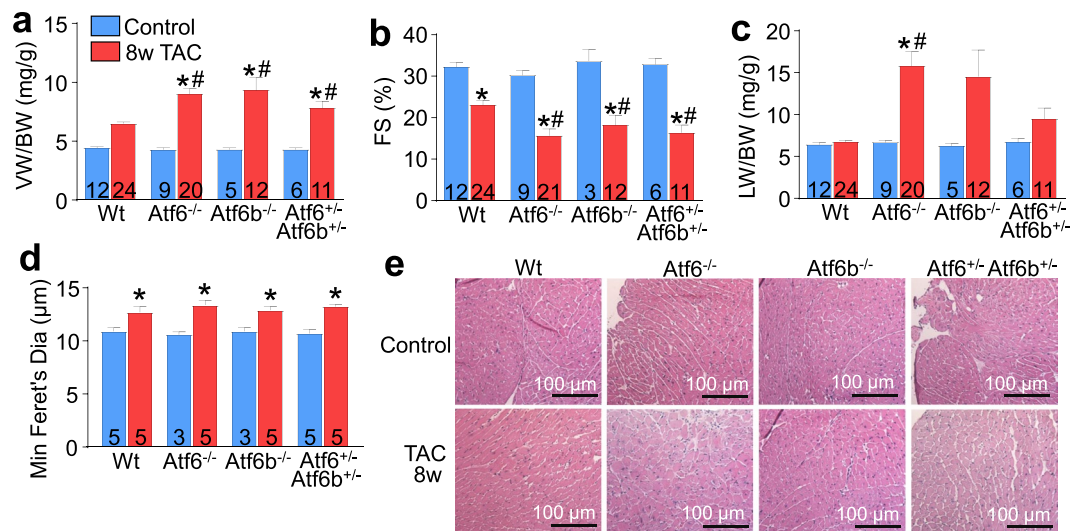 a
Control
8w TAC
VW/BW (mg/g)
15
10
5
0
12 24 9 20 5 12 6 11
Wt Atf6-/- Atf6b-/- Atf6+/-
Atf6b+/-
*# *# *#
b
FS (%)
40
30
20
10
0
* *# *# *#
12 24 9 21 3 12 6 11
Wt Atf6-/- Atf6b-/- Atf6+/-
Atf6b+/-
c
LW/BW (mg/g)
20
15
10
5
0
*#
12 24 9 20 5 12 6 11
Wt Atf6-/- Atf6b-/- Atf6+/-
Atf6b+/-
d
Min Feret's Dia (µm)
15
10
5
0
* * * *
5 5 3 5 3 5 5 5
Wt Atf6-/- Atf6b-/- Atf6+/-
Atf6b+/-
e
Wt Atf6-/- Atf6b-/- Atf6+/- Atf6b+/-
Control
100 µm 100 µm 100 µm 100 µm
TAC
8w
100 µm 100 µm 100 µm 100 µm